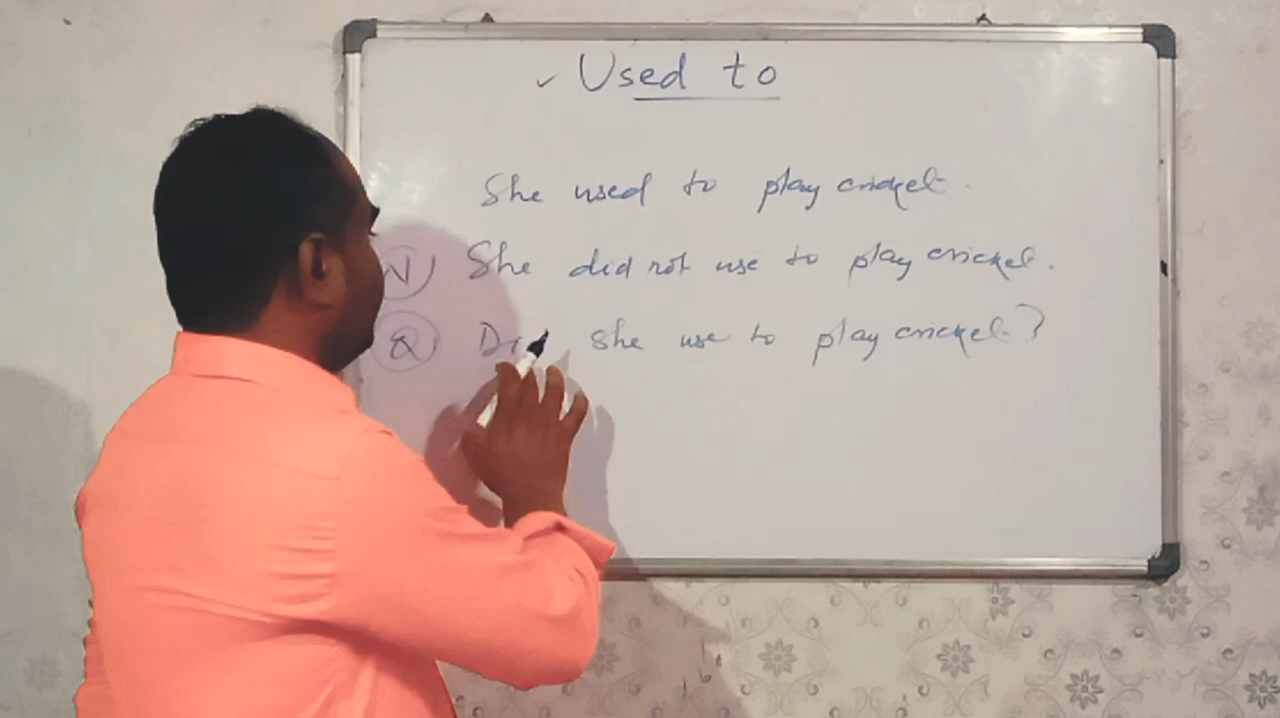 ✓ Used to
She used to play cricket.
N) She did not use to play cricket.
Q) she use to play cricket?